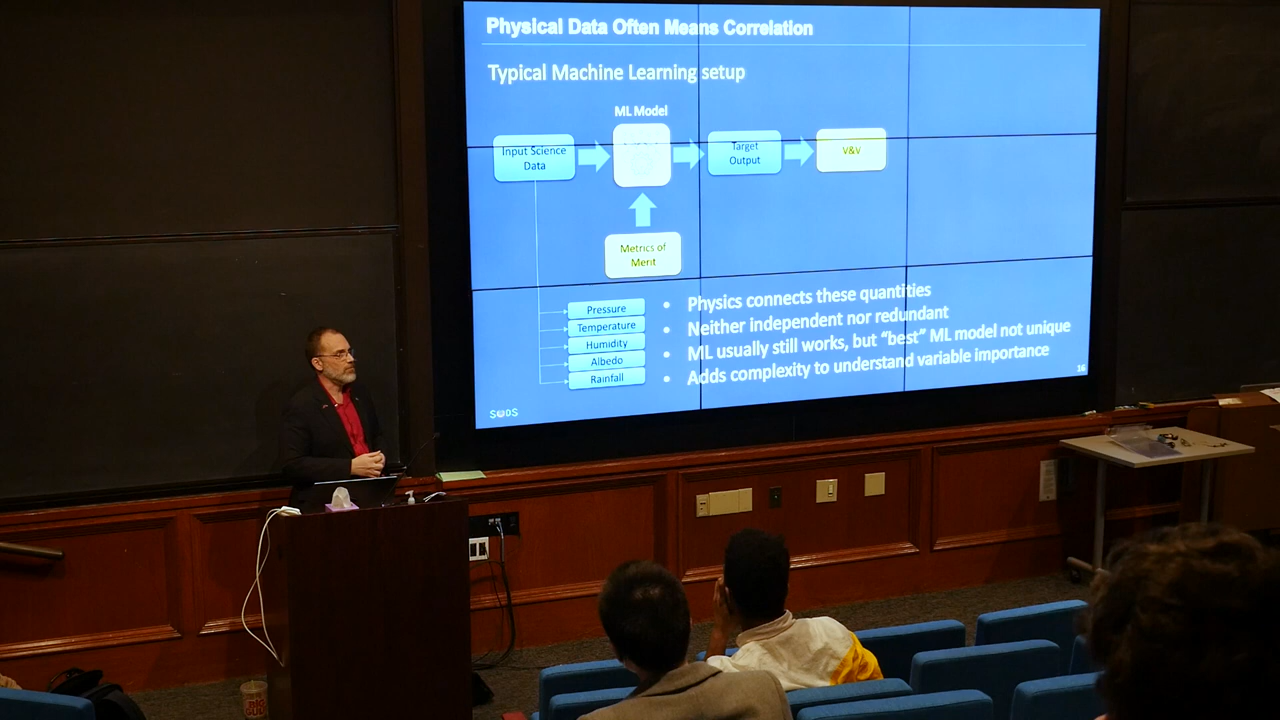 Physical Data Often Means Correlation
Typical Machine Learning setup
ML Model
Input Science
Data
Target
Output
V&V
Metrics of
Merit
Pressure
Temperature
Humidity
Albedo
Rainfall
• Physics connects these quantities
• Neither independent nor redundant
• ML usually still works, but “best” ML model not unique
• Adds complexity to understand variable importance
16